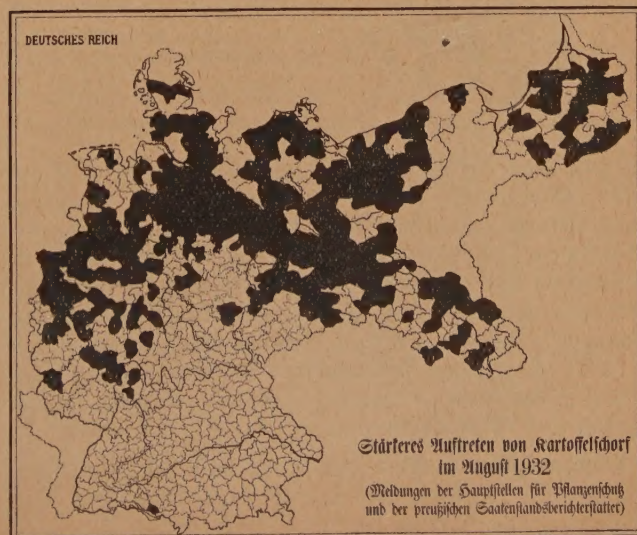 DEUTSCHES REICH
Stärkeres Auftreten von Kartoffelschorf
im August 1932
(Meldungen der Hauptstellen für Pflanzenschutz
und der preußischen Saatenstandsberichterstatter)